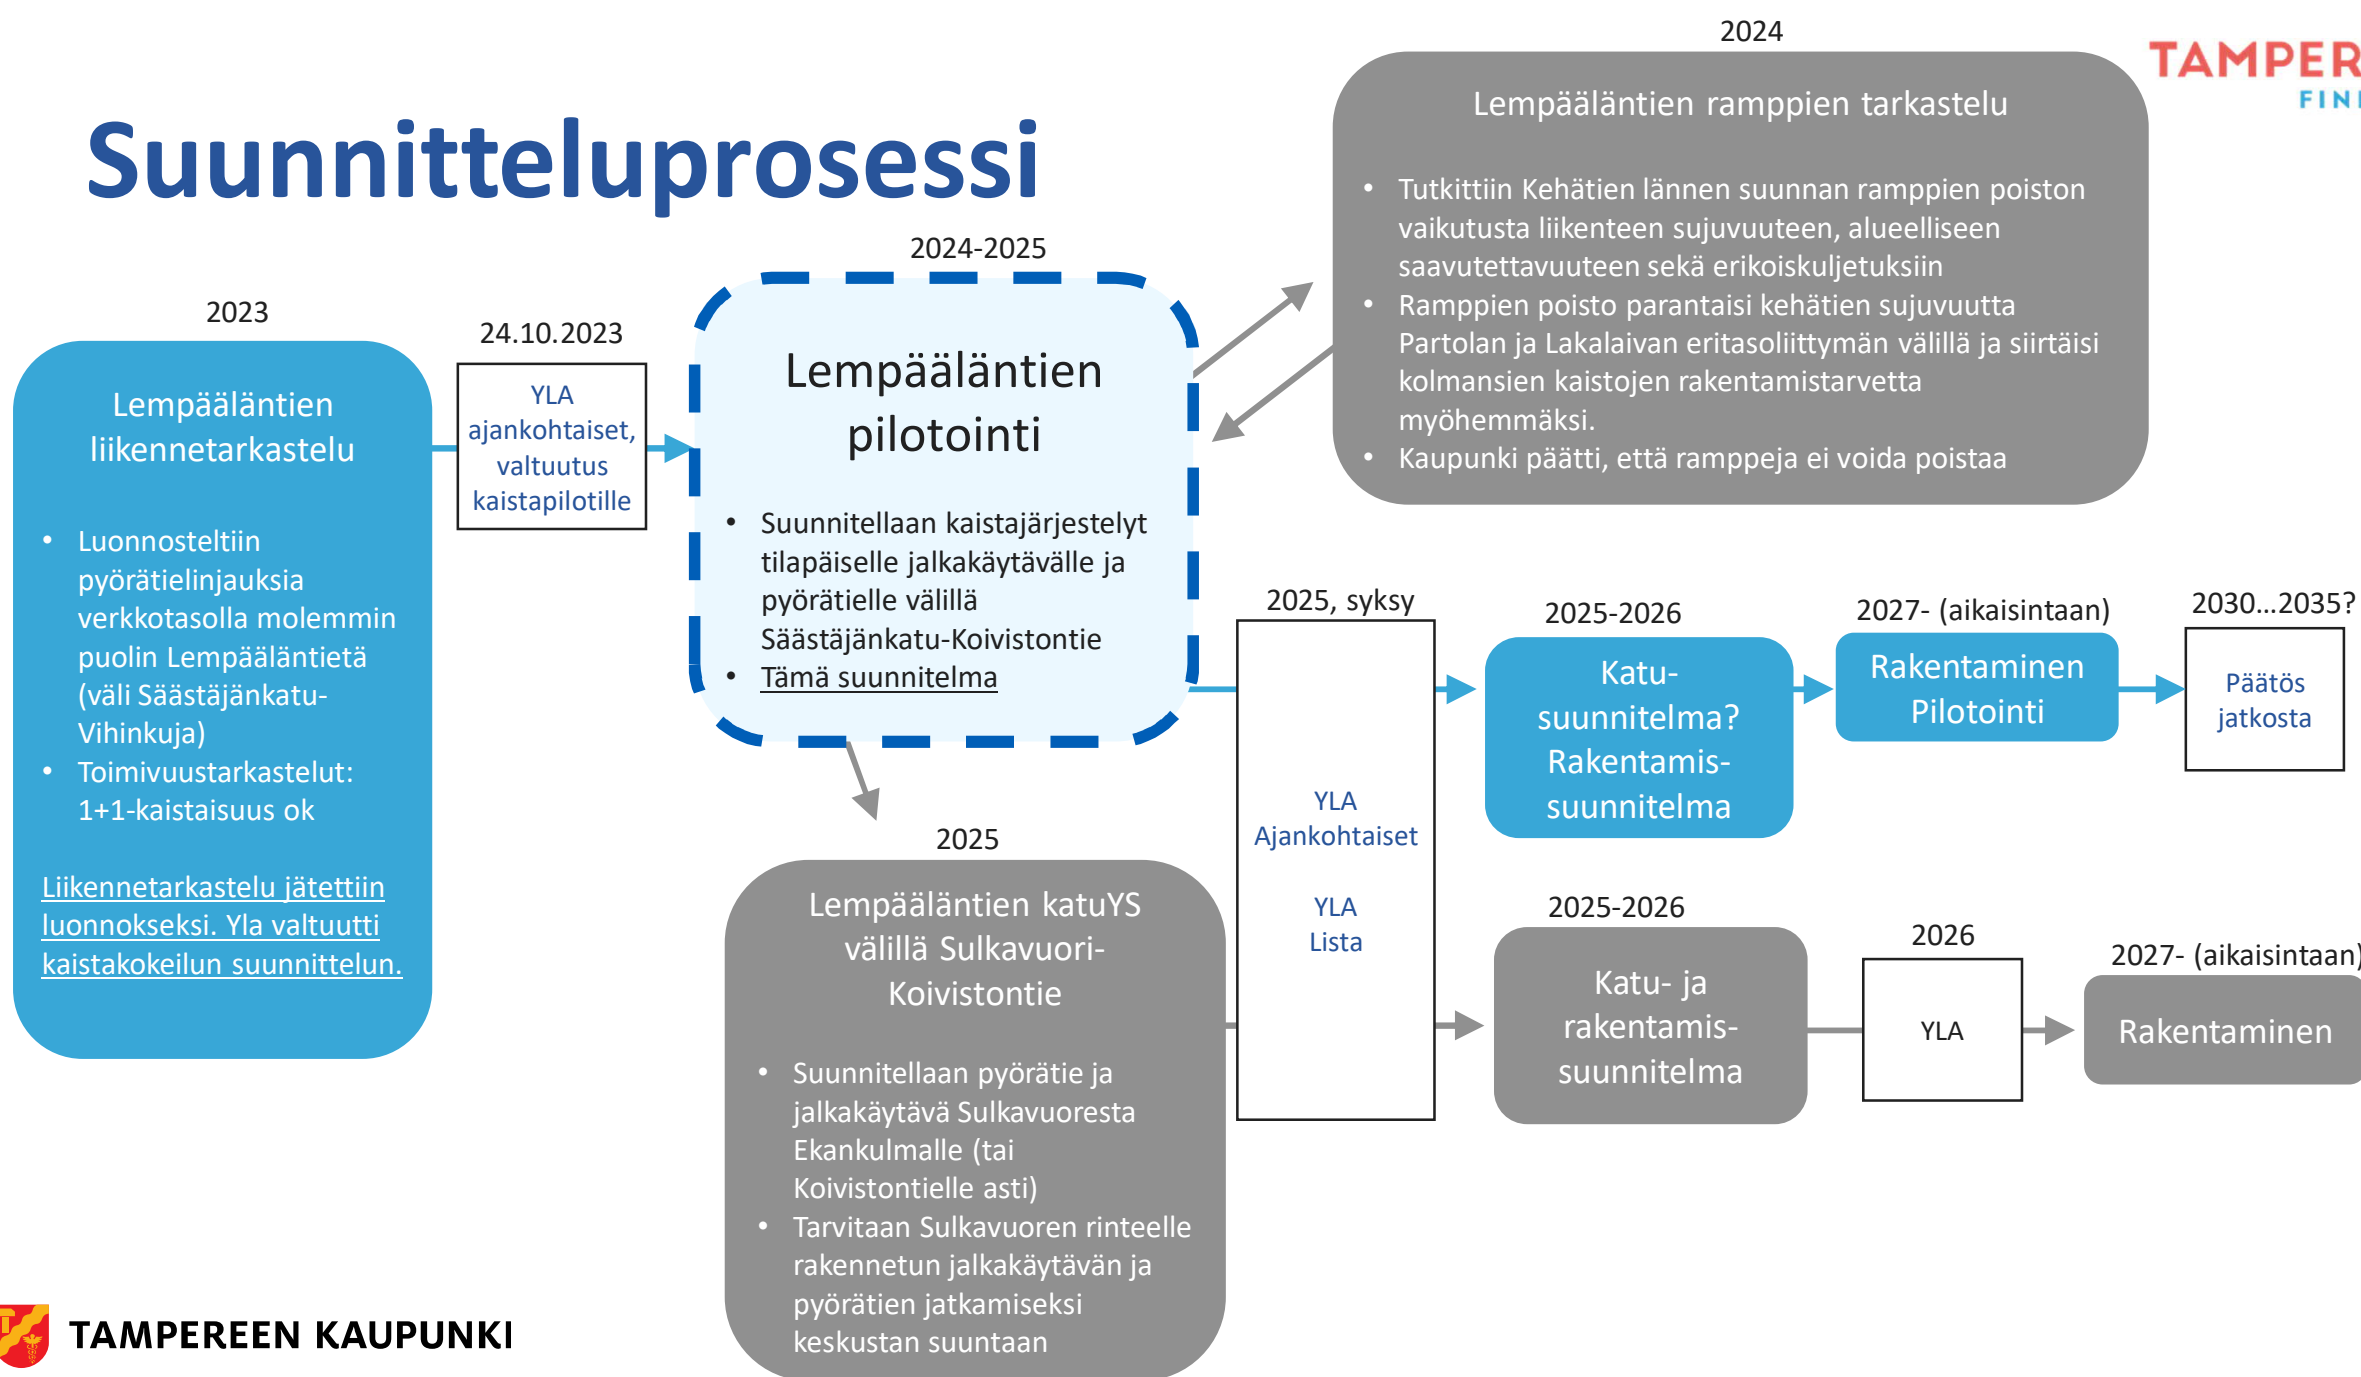 Suunnitteluprosessi
2023
Lempääläntien
liikennetarkastelu
• Luonnosteltiin
pyörätielinjauksia
verkkotasolla molemmin
puolin Lempääläntietä
(väli Säästäjänkatu-
Vihinkuja)
• Toimivuustarkastelut:
1+1-kaistaisuus ok
Liikennetarkastelu jätettiin
luonnokseksi. Yla valtuutti
kaistakokeilun suunnittelun.
24.10.2023
YLA
ajankohtaiset,
valtuutus
kaistapilotille
2024-2025
Lempääläntien
pilotointi
• Suunnitellaan kaistajärjestelyt
tilapäiselle jalkakäytävälle ja
pyörätielle välillä
Säästäjänkatu-Koivistontie
• Tämä suunnitelma
2024
Lempääläntien ramppien tarkastelu
• Tutkittiin Kehätien lännen suunnan ramppien poiston
vaikutusta liikenteen sujuvuuteen, alueelliseen
saavutettavuuteen sekä erikoiskuljetuksiin
• Ramppien poisto parantaisi kehätien sujuvuutta
Partolan ja Lakalaivan eritasoliittymän välillä ja siirtäisi
kolmansien kaistojen rakentamistarvetta
myöhemmäksi.
• Kaupunki päätti, että ramppeja ei voida poistaa
TAMPER
FIN
2025
Lempääläntien katuYS
välillä Sulkavuori-
Koivistontie
• Suunnitellaan pyörätie ja
jalkakäytävä Sulkavuoresta
Ekankulmalle (tai
Koivistontielle asti)
• Tarvitaan Sulkavuoren rinteelle
rakennetun jalkakäytävän ja
pyörätien jatkamiseksi
keskustan suuntaan
2025, syksy
YLA
Ajankohtaiset
YLA
Lista
2025-2026
Katu-
suunnitelma?
Rakentamis-
suunnitelma
2027- (aikaisintaan)
Rakentaminen
Pilotointi
2030…2035?
Päätös
jatkosta
2025-2026
Katu- ja
rakentamis-
suunnitelma
2026
YLA
2027- (aikaisintaan)
Rakentaminen
TAMPEREEN KAUPUNKI